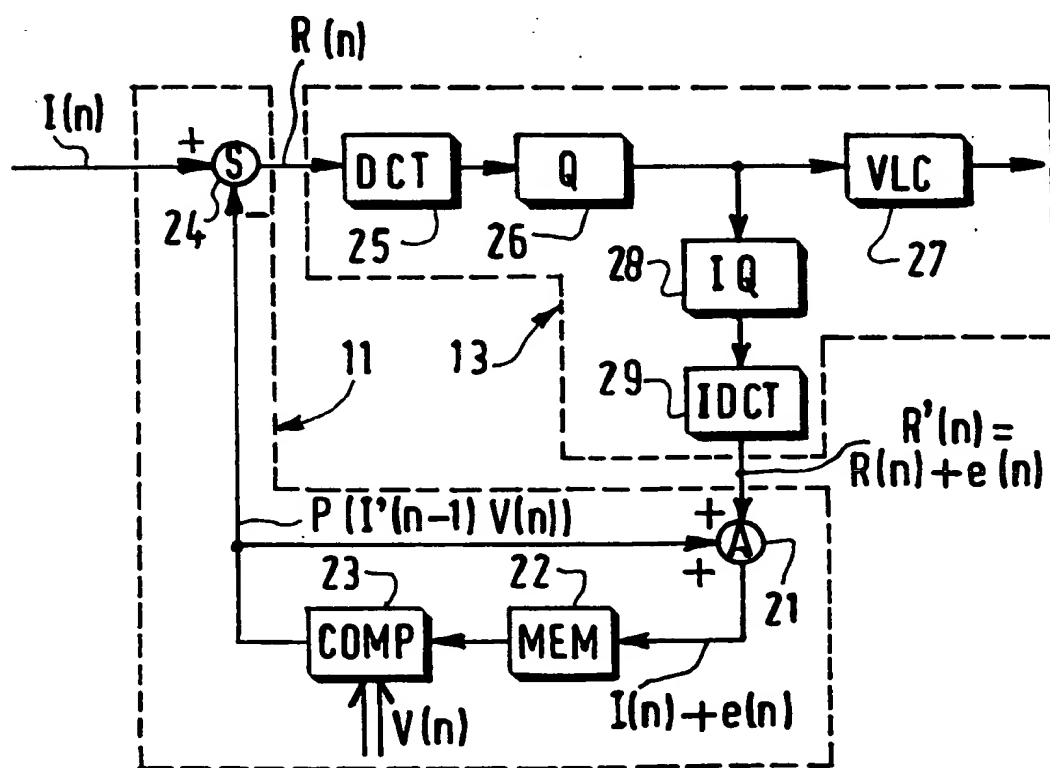 R(n)
I(n)
+
S
-
24
DCT
25
Q
26
VLC
27
28
IQ
11
13
29
IDCT
R'(n) =
R(n)+e(n)
P(I'(n-1) V(n))
+
A
+
21
23
COMP
22
MEM
V(n)
I(n)+e(n)